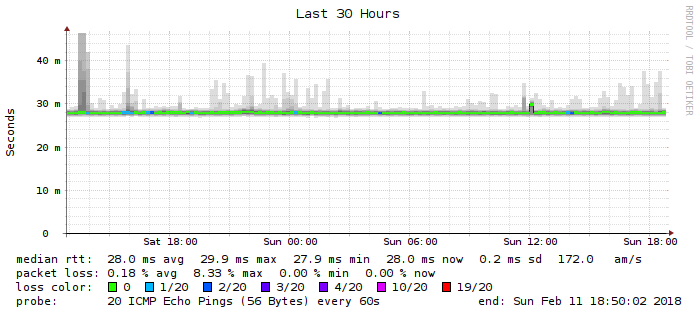 Last 30 Hours
RRDTOOL / TOBI OETIKER
Seconds
40 m
30 m
20 m
10 m
0
Sat 18:00 Sun 00:00 Sun 06:00 Sun 12:00 Sun 18:00
median rtt: 28.0 ms avg 29.9 ms max 27.9 ms min 28.0 ms now 0.2 ms sd 172.0 am/s
packet loss: 0.18 % avg 8.33 % max 0.00 % min 0.00 % now
loss color: 0 1/20 2/20 3/20 4/20 10/20 19/20
probe: 20 ICMP Echo Pings (56 Bytes) every 60s end: Sun Feb 11 18:50:02 2018